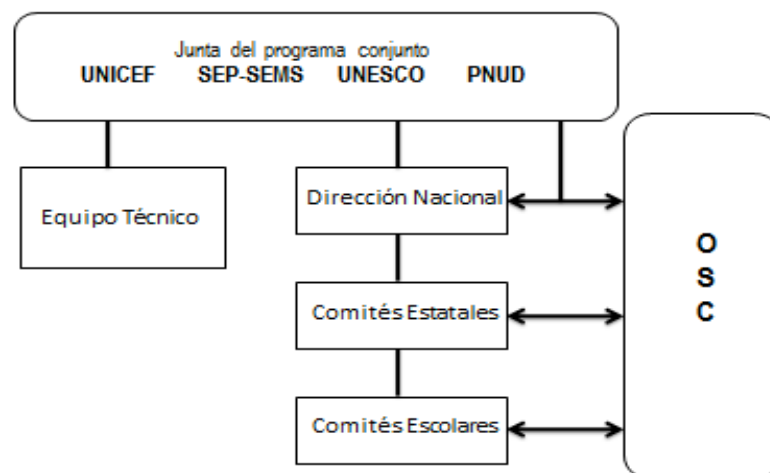 Junta del programa conjunto
UNICEF SEP-SEMS UNESCO PNUD
Equipo Técnico
Dirección Nacional
Comités Estatales
Comités Escolares
O
S
C